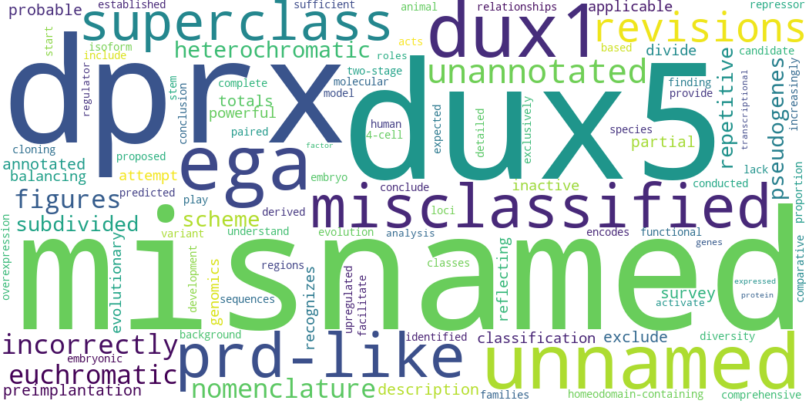 probable
established
sufficient
animal
relationships
applicable
repressor
superclass
dux1
revisions
start
isoform
include
acts
based
roles
two-stage
divide
candidate
heterochromatic
unannotated
dprx
dux5
regulator
stem
complete
molecular
model
totals
powerful
cloning
conclusion
paired
human
4-cell
expected
detailed
exclusively
finding
provide
species
partial
repetitive
transcriptional
pseudogenes
increasingly
annotated
balancing
proposed
factor
attempt
ega
embryo
conclude
inactive
conducted
lack
figures
predicted
play
derived
misclassified
loci
encodes
functional
subdivided
scheme
variant
understand
evolution
analysis
genes
proportion
overexpression
misnamed
evolutionary
development
genomics
regions
sequences
recognizes
upregulated
facilitate
classes
reflecting
survey
activate
expressed
protein
comparative
background
identified
classification
exclude
diversity
incorrectly
embryonic
prd-like
unnamed
euchromatic
preimplantation
nomenclature
description
families
homeodomain-containing
comprehensive